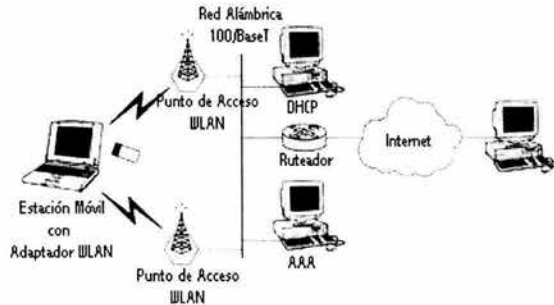 Red Alámbrica
100/BaseT
Punto de Acceso
WLAN
DHCP
Ruteador
Internet
Estación Móvil
con
Adaptador WLAN
Punto de Acceso
WLAN
AAA